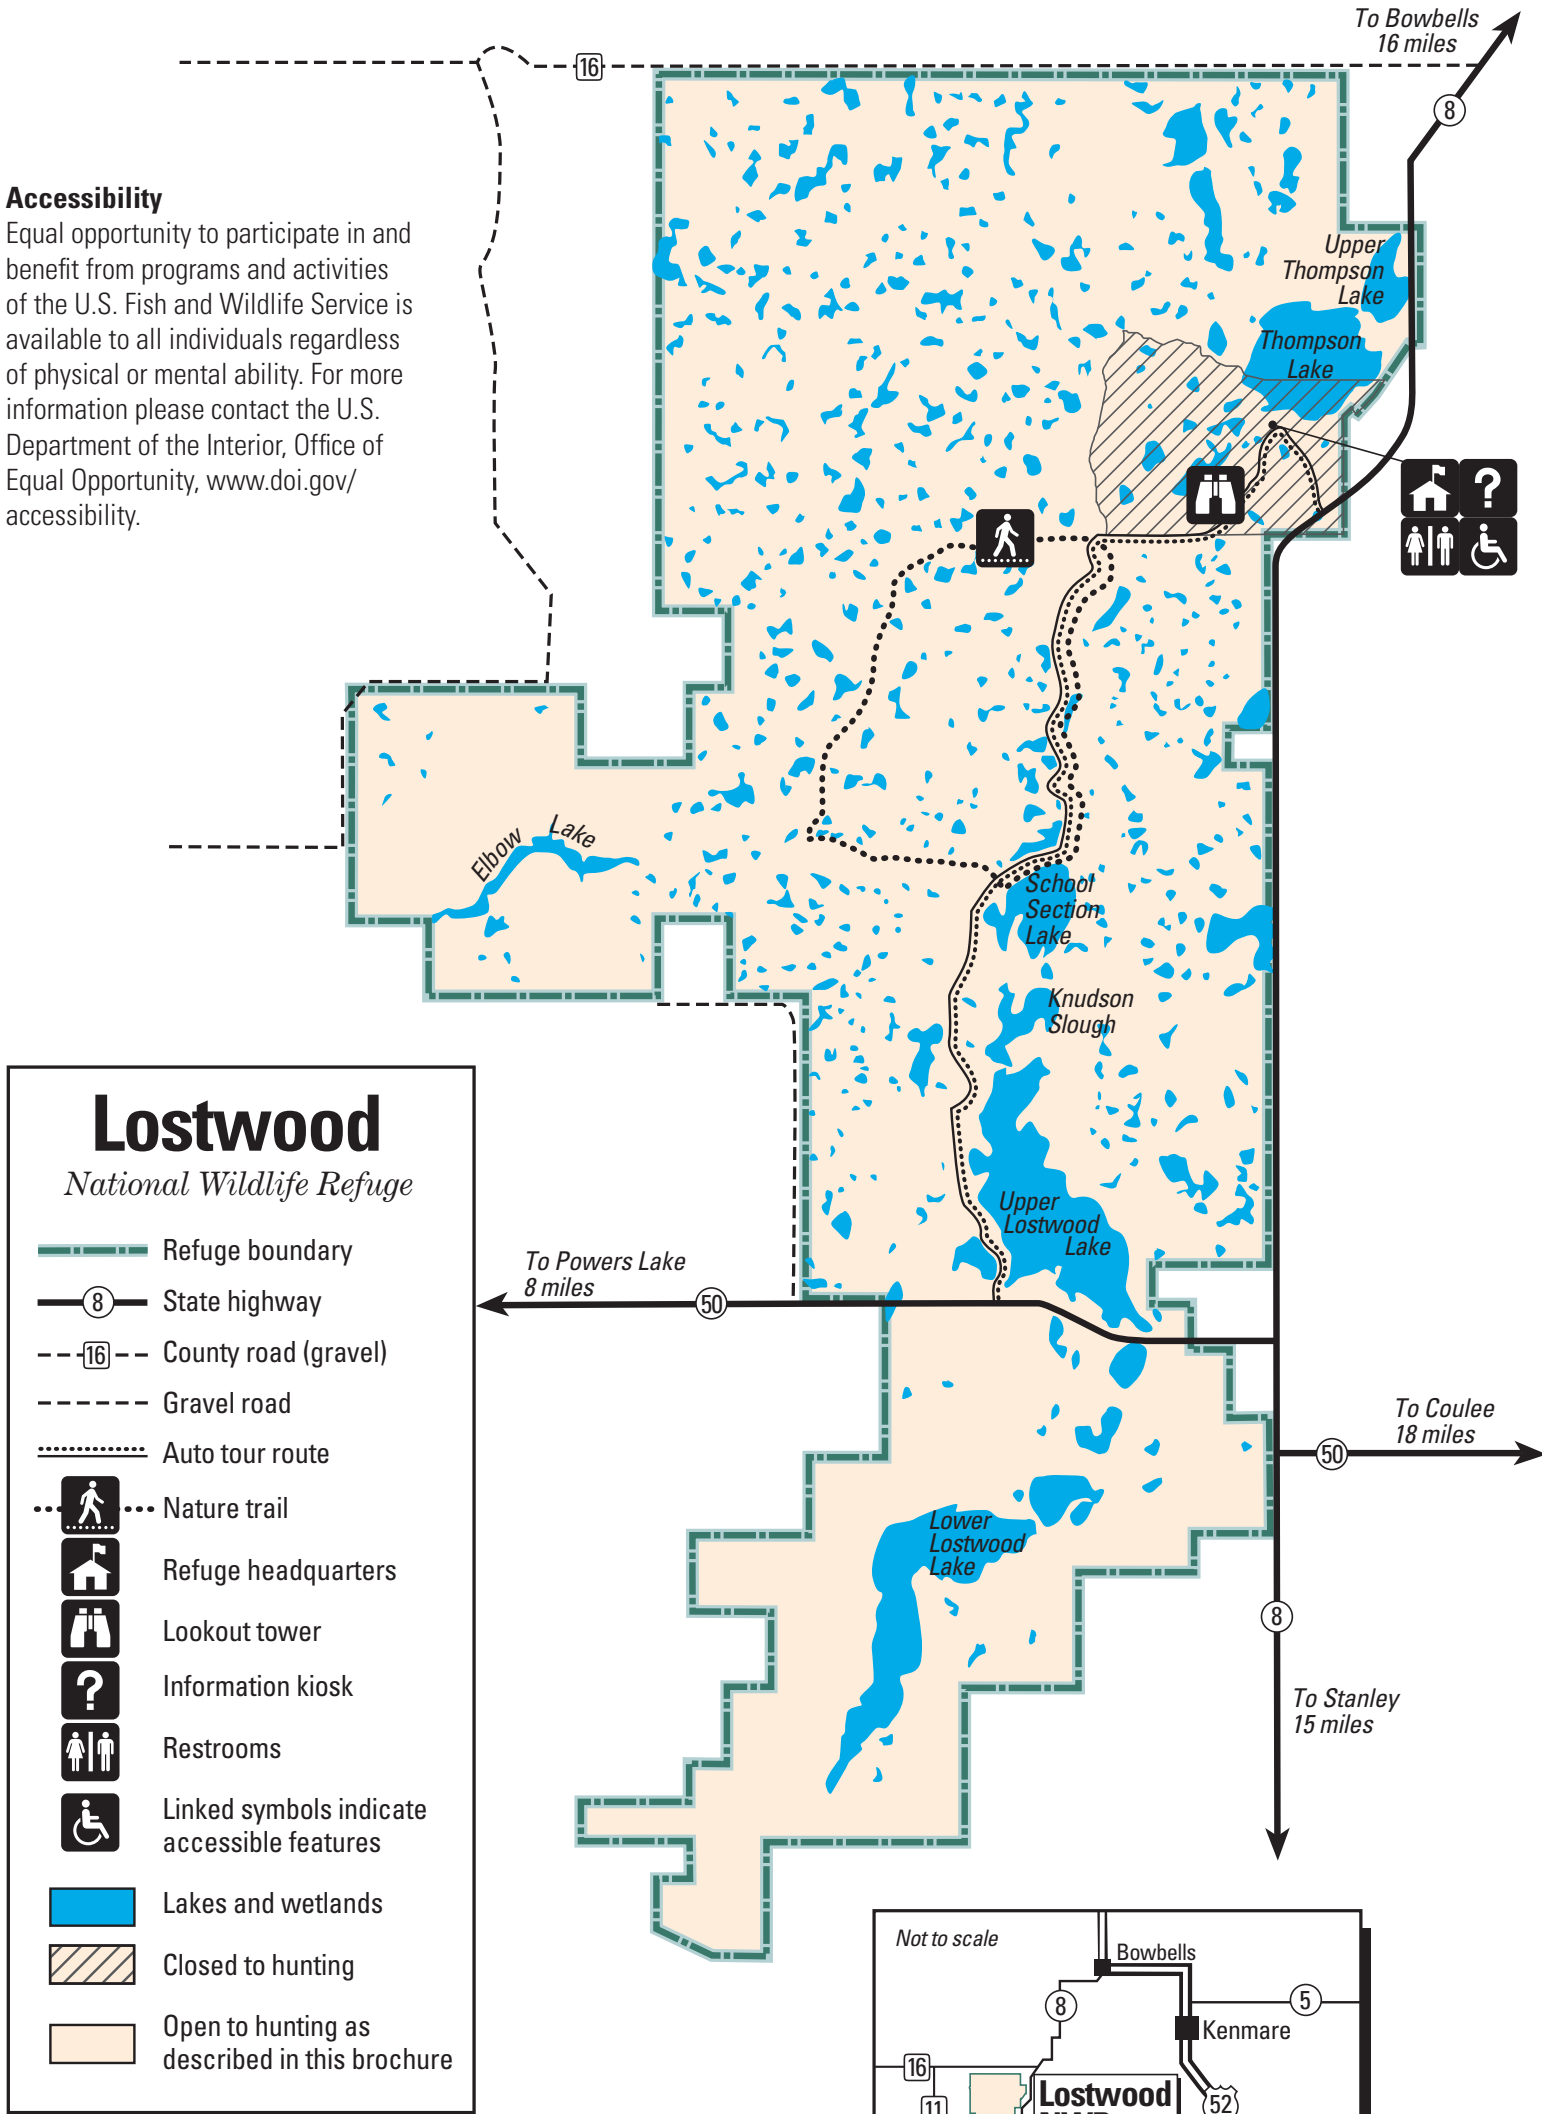 To Bowbells
16 miles
16
8
Accessibility
Equal opportunity to participate in and
benefit from programs and activities
of the U.S. Fish and Wildlife Service is
available to all individuals regardless
of physical or mental ability. For more
information please contact the U.S.
Department of the Interior, Office of
Equal Opportunity, www.doi.gov/
accessibility.
Upper
Thompson
Lake
Thompson
Lake
?
Elbow Lake
School
Section
Lake
Knudson
Slough
Upper
Lostwood
Lake
To Powers Lake
8 miles
50
To Coulee
18 miles
50
Lower
Lostwood
Lake
8
To Stanley
15 miles
Lostwood
National Wildlife Refuge
Refuge boundary
8 State highway
16 County road (gravel)
Gravel road
Auto tour route
Nature trail
Refuge headquarters
Lookout tower
? Information kiosk
Restrooms
Linked symbols indicate
accessible features
Lakes and wetlands
Closed to hunting
Open to hunting as
described in this brochure
Not to scale
Bowbells
8
5
Kenmare
16
Lostwood
11
52